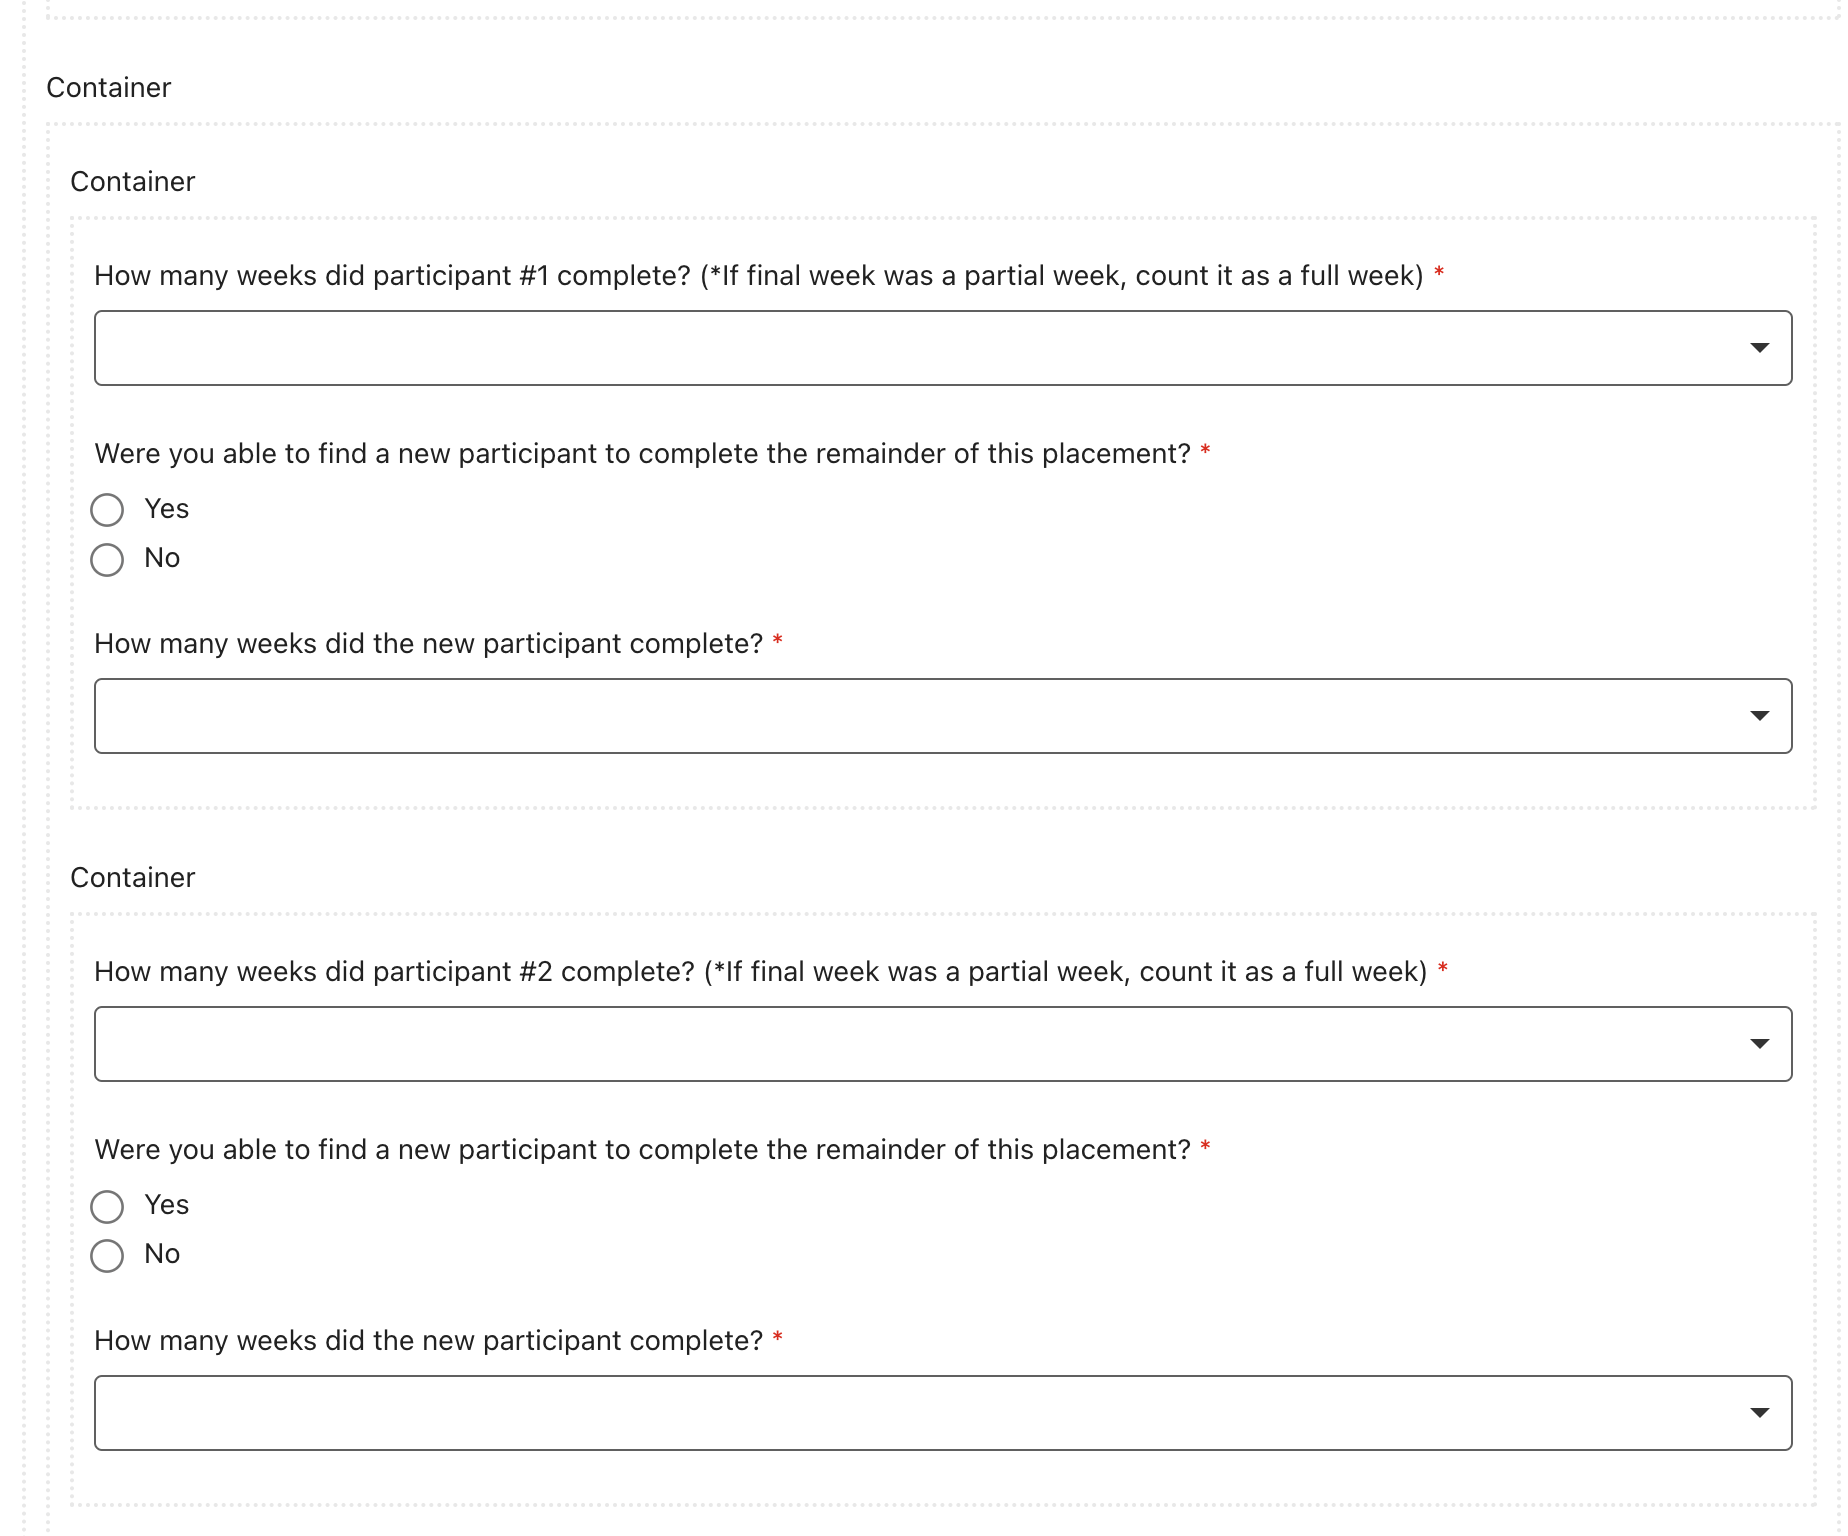 Container
Container
How many weeks did participant #1 complete? (*If final week was a partial week, count it as a full week) *
Were you able to find a new participant to complete the remainder of this placement? *
Yes
No
How many weeks did the new participant complete? *
Container
How many weeks did participant #2 complete? (*If final week was a partial week, count it as a full week) *
Were you able to find a new participant to complete the remainder of this placement? *
Yes
No
How many weeks did the new participant complete? *